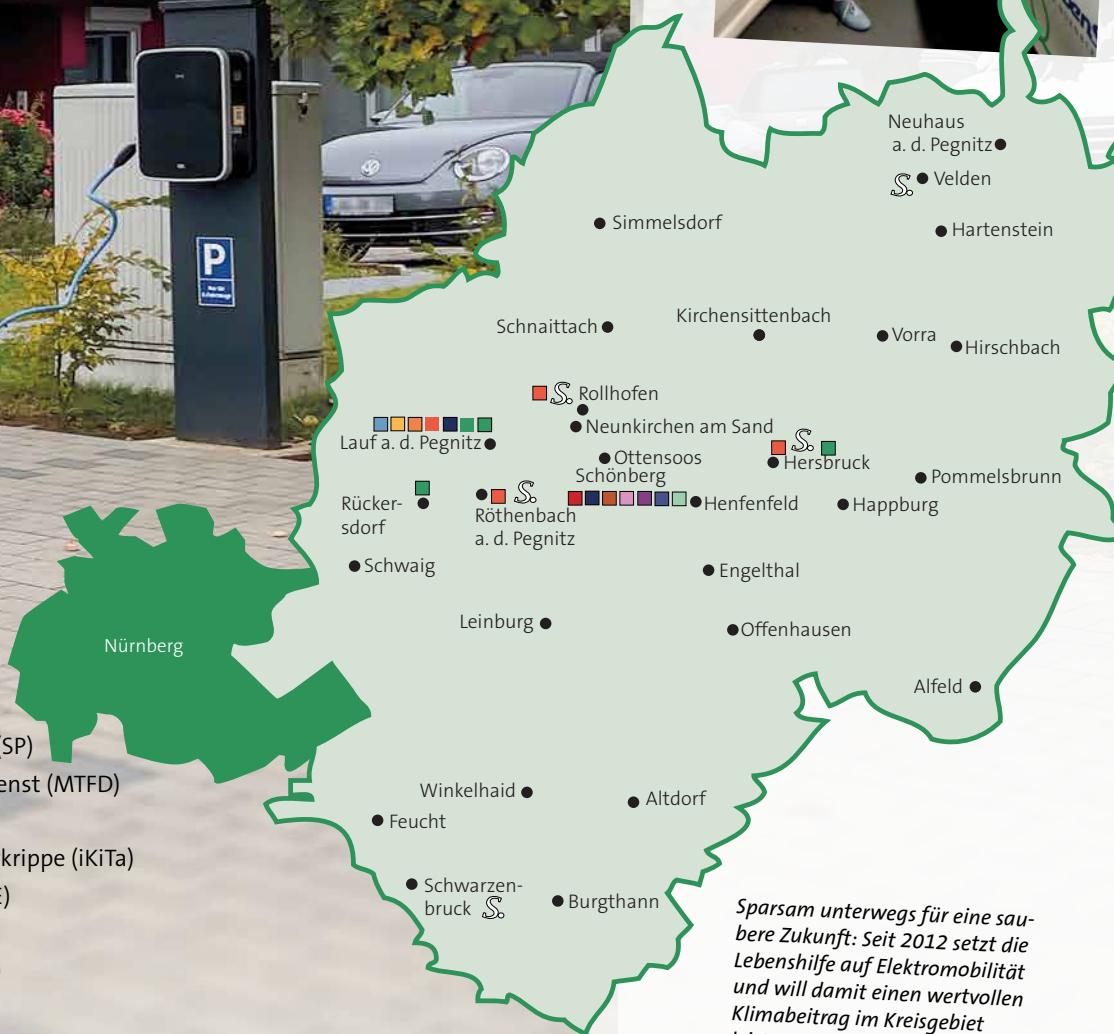 P
Neuhaus
a. d. Pegnitz
S. Velden
Simmelsdorf
Hartenstein
Schnaittach
Kirchensittenbach
Vorra
Hirschbach
S. Rollhofen
Neunkirchen am Sand
Lauf a. d. Pegnitz
Ottensoos
S.
Hersbruck
Schönberg
Pommelsbrunn
Rückers-
dorf
S.
Röthenbach
a. d. Pegnitz
Henfenfeld
Happburg
Schwaig
Engelthal
Leinburg
Offenhausen
Nürnberg
Alfeld
(SP)
enst (MTFD)
krippe (iKiTa)
Winkelhaid
Altdorf
Feucht
Schwarzen-
bruck S.
Burgthann
Sparsam unterwegs für eine sau-
bere Zukunft: Seit 2012 setzt die
Lebenshilfe auf Elektromobilität
und will damit einen wertvollen
Klimabeitrag im Kreisgebiet